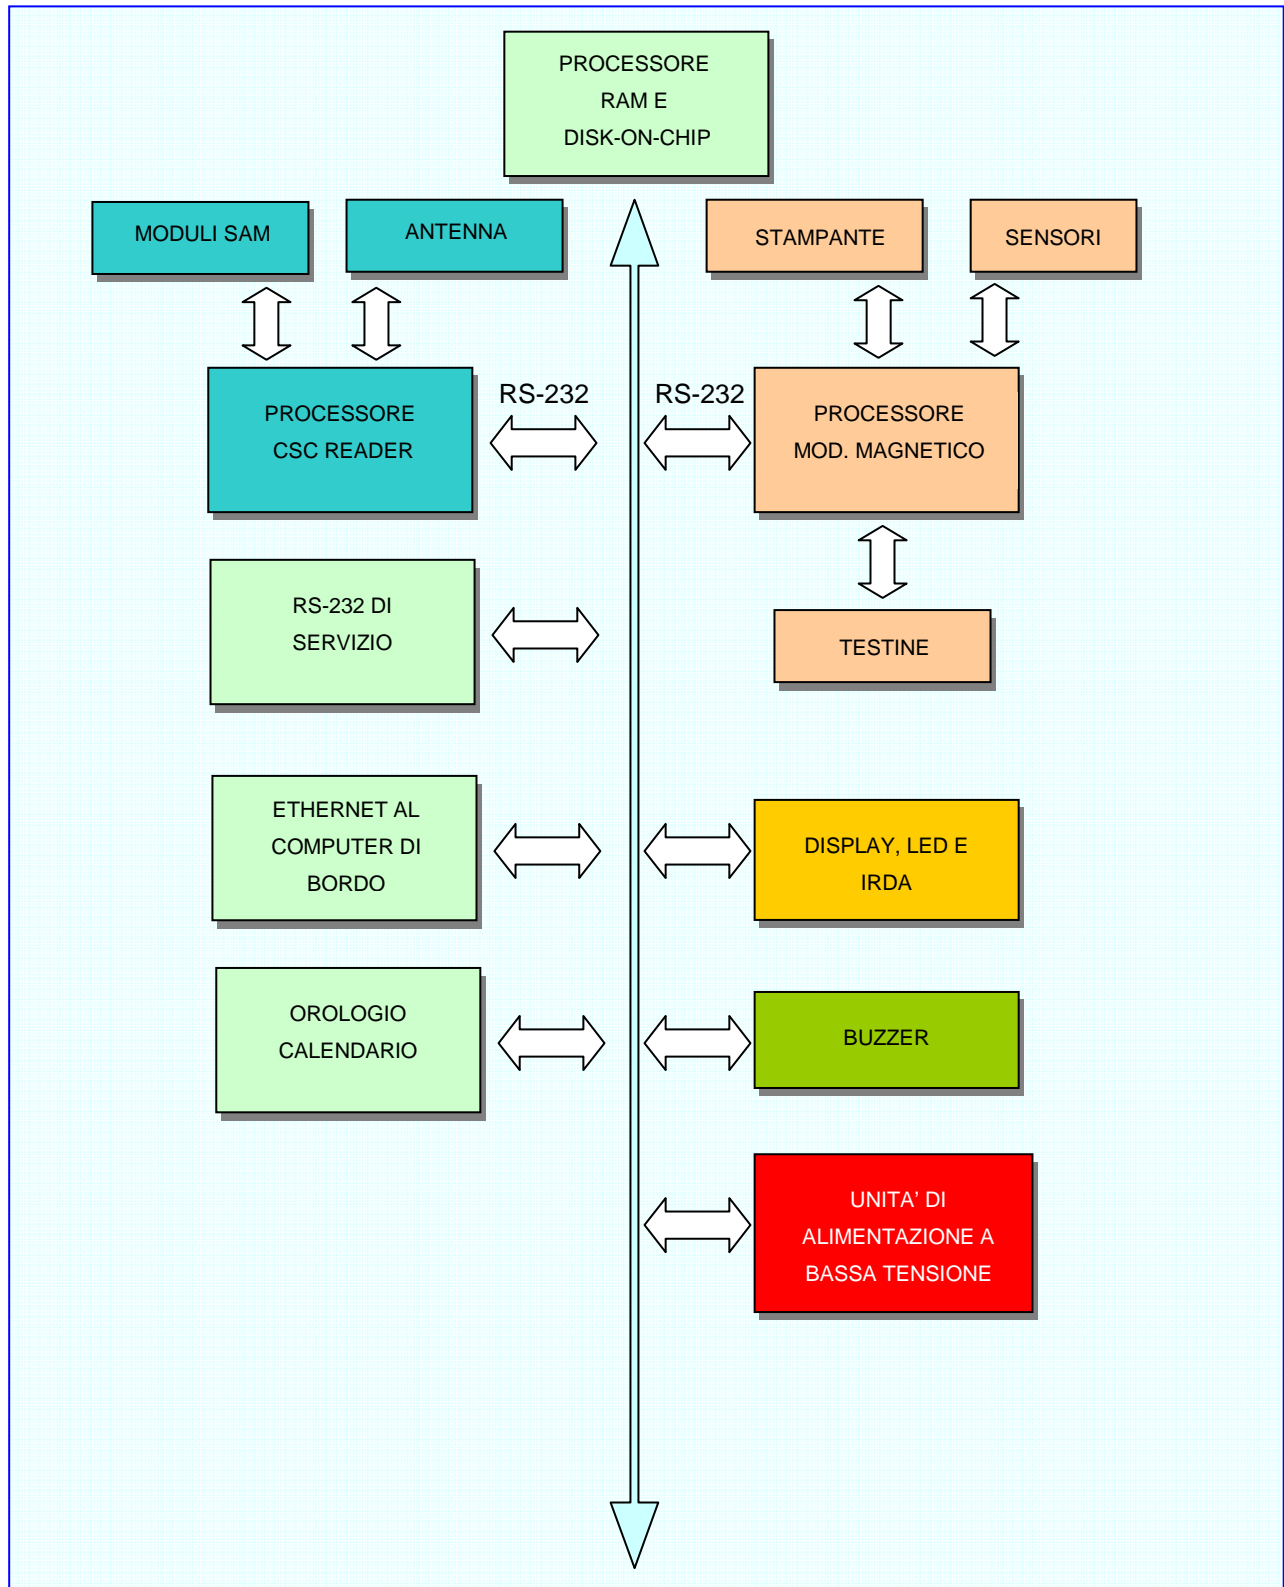 PROCESSORE
RAM E
DISK-ON-CHIP
MODULI SAM
ANTENNA
STAMPANTE
SENSORI
PROCESSORE
CSC READER
RS-232
RS-232
PROCESSORE
MOD. MAGNETICO
RS-232 DI
SERVIZIO
TESTINE
ETHERNET AL
COMPUTER DI
BORDO
DISPLAY, LED E
IRDA
OROLOGIO
CALENDARIO
BUZZER
UNITA’ DI
ALIMENTAZIONE A
BASSA TENSIONE